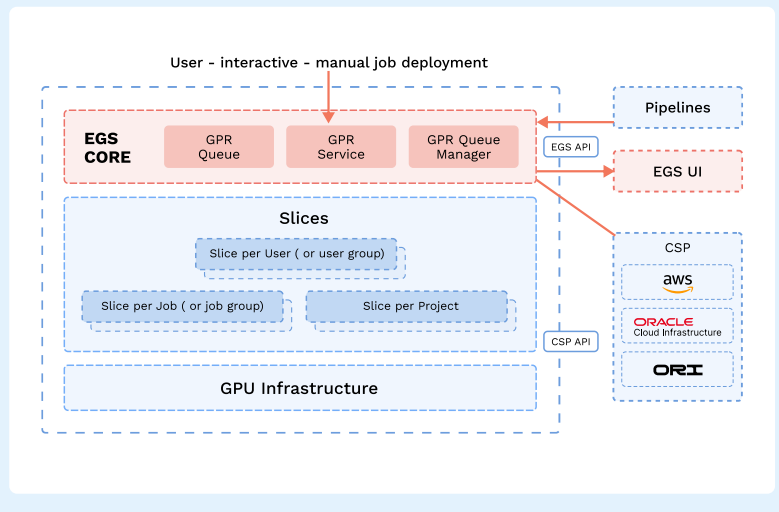 User - interactive - manual job deployment
EGS
CORE
GPR
Queue
GPR
Service
GPR Queue
Manager
EGS API
Pipelines
EGS UI
Slices
Slice per User ( or user group)
Slice per Job ( or job group)
Slice per Project
CSP API
GPU Infrastructure
CSP
aws
ORACLE
Cloud Infrastructure
ORI